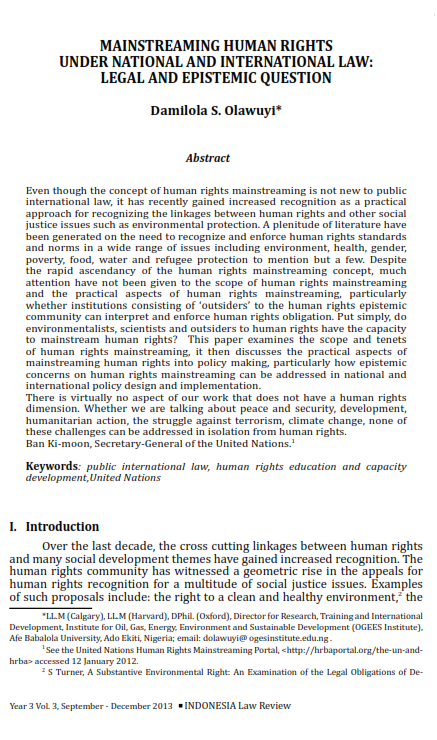 MAINSTREAMING HUMAN RIGHTS
UNDER NATIONAL AND INTERNATIONAL LAW:
LEGAL AND EPISTEMIC QUESTION
Damilola S. Olawuyi*
Abstract
Even though the concept of human rights mainstreaming is not new to public
international law, it has recently gained increased recognition as a practical
approach for recognizing the linkages between human rights and other social
justice issues such as environmental protection. A plenitude of literature have
been generated on the need to recognize and enforce human rights standards
and norms in a wide range of issues including environment, health, gender,
poverty, food, water and refugee protection to mention but a few. Despite
the rapid ascendancy of the human rights mainstreaming concept, much
attention have not been given to the scope of human rights mainstreaming
and the practical aspects of human rights mainstreaming, particularly
whether institutions consisting of ‘outsiders’ to the human rights epistemic
community can interpret and enforce human rights obligation. Put simply, do
environmentalists, scientists and outsiders to human rights have the capacity
to mainstream human rights? This paper examines the scope and tenets
of human rights mainstreaming, it then discusses the practical aspects of
mainstreaming human rights into policy making, particularly how epistemic
concerns on human rights mainstreaming can be addressed in national and
international policy design and implementation.
There is virtually no aspect of our work that does not have a human rights
dimension. Whether we are talking about peace and security, development,
humanitarian action, the struggle against terrorism, climate change, none of
these challenges can be addressed in isolation from human rights.
Ban Ki-moon, Secretary-General of the United Nations.¹
Keywords: public international law, human rights education and capacity
development,United Nations
I. Introduction
Over the last decade, the cross cutting linkages between human rights
and many social development themes have gained increased recognition. The
human rights community has witnessed a geometric rise in the appeals for
human rights recognition for a multitude of social justice issues. Examples
of such proposals include: the right to a clean and healthy environment,² the
*LL.M (Calgary), LL.M (Harvard), DPhil. (Oxford), Director for Research, Training and International
Development, Institute for Oil, Gas, Energy, Environment and Sustainable Development (OGEES Institute),
Afe Babalola University, Ado Ekiti, Nigeria; email: dolawuyi@ ogesinstitute.edu.ng .
¹ See the United Nations Human Rights Mainstreaming Portal, <http://hrbaportal.org/the-un-and-
hrba> accessed 12 January 2012.
² S Turner, A Substantive Environmental Right: An Examination of the Legal Obligations of De-
Year 3 Vol. 3, September - December 2013 ▪ INDONESIA Law Review